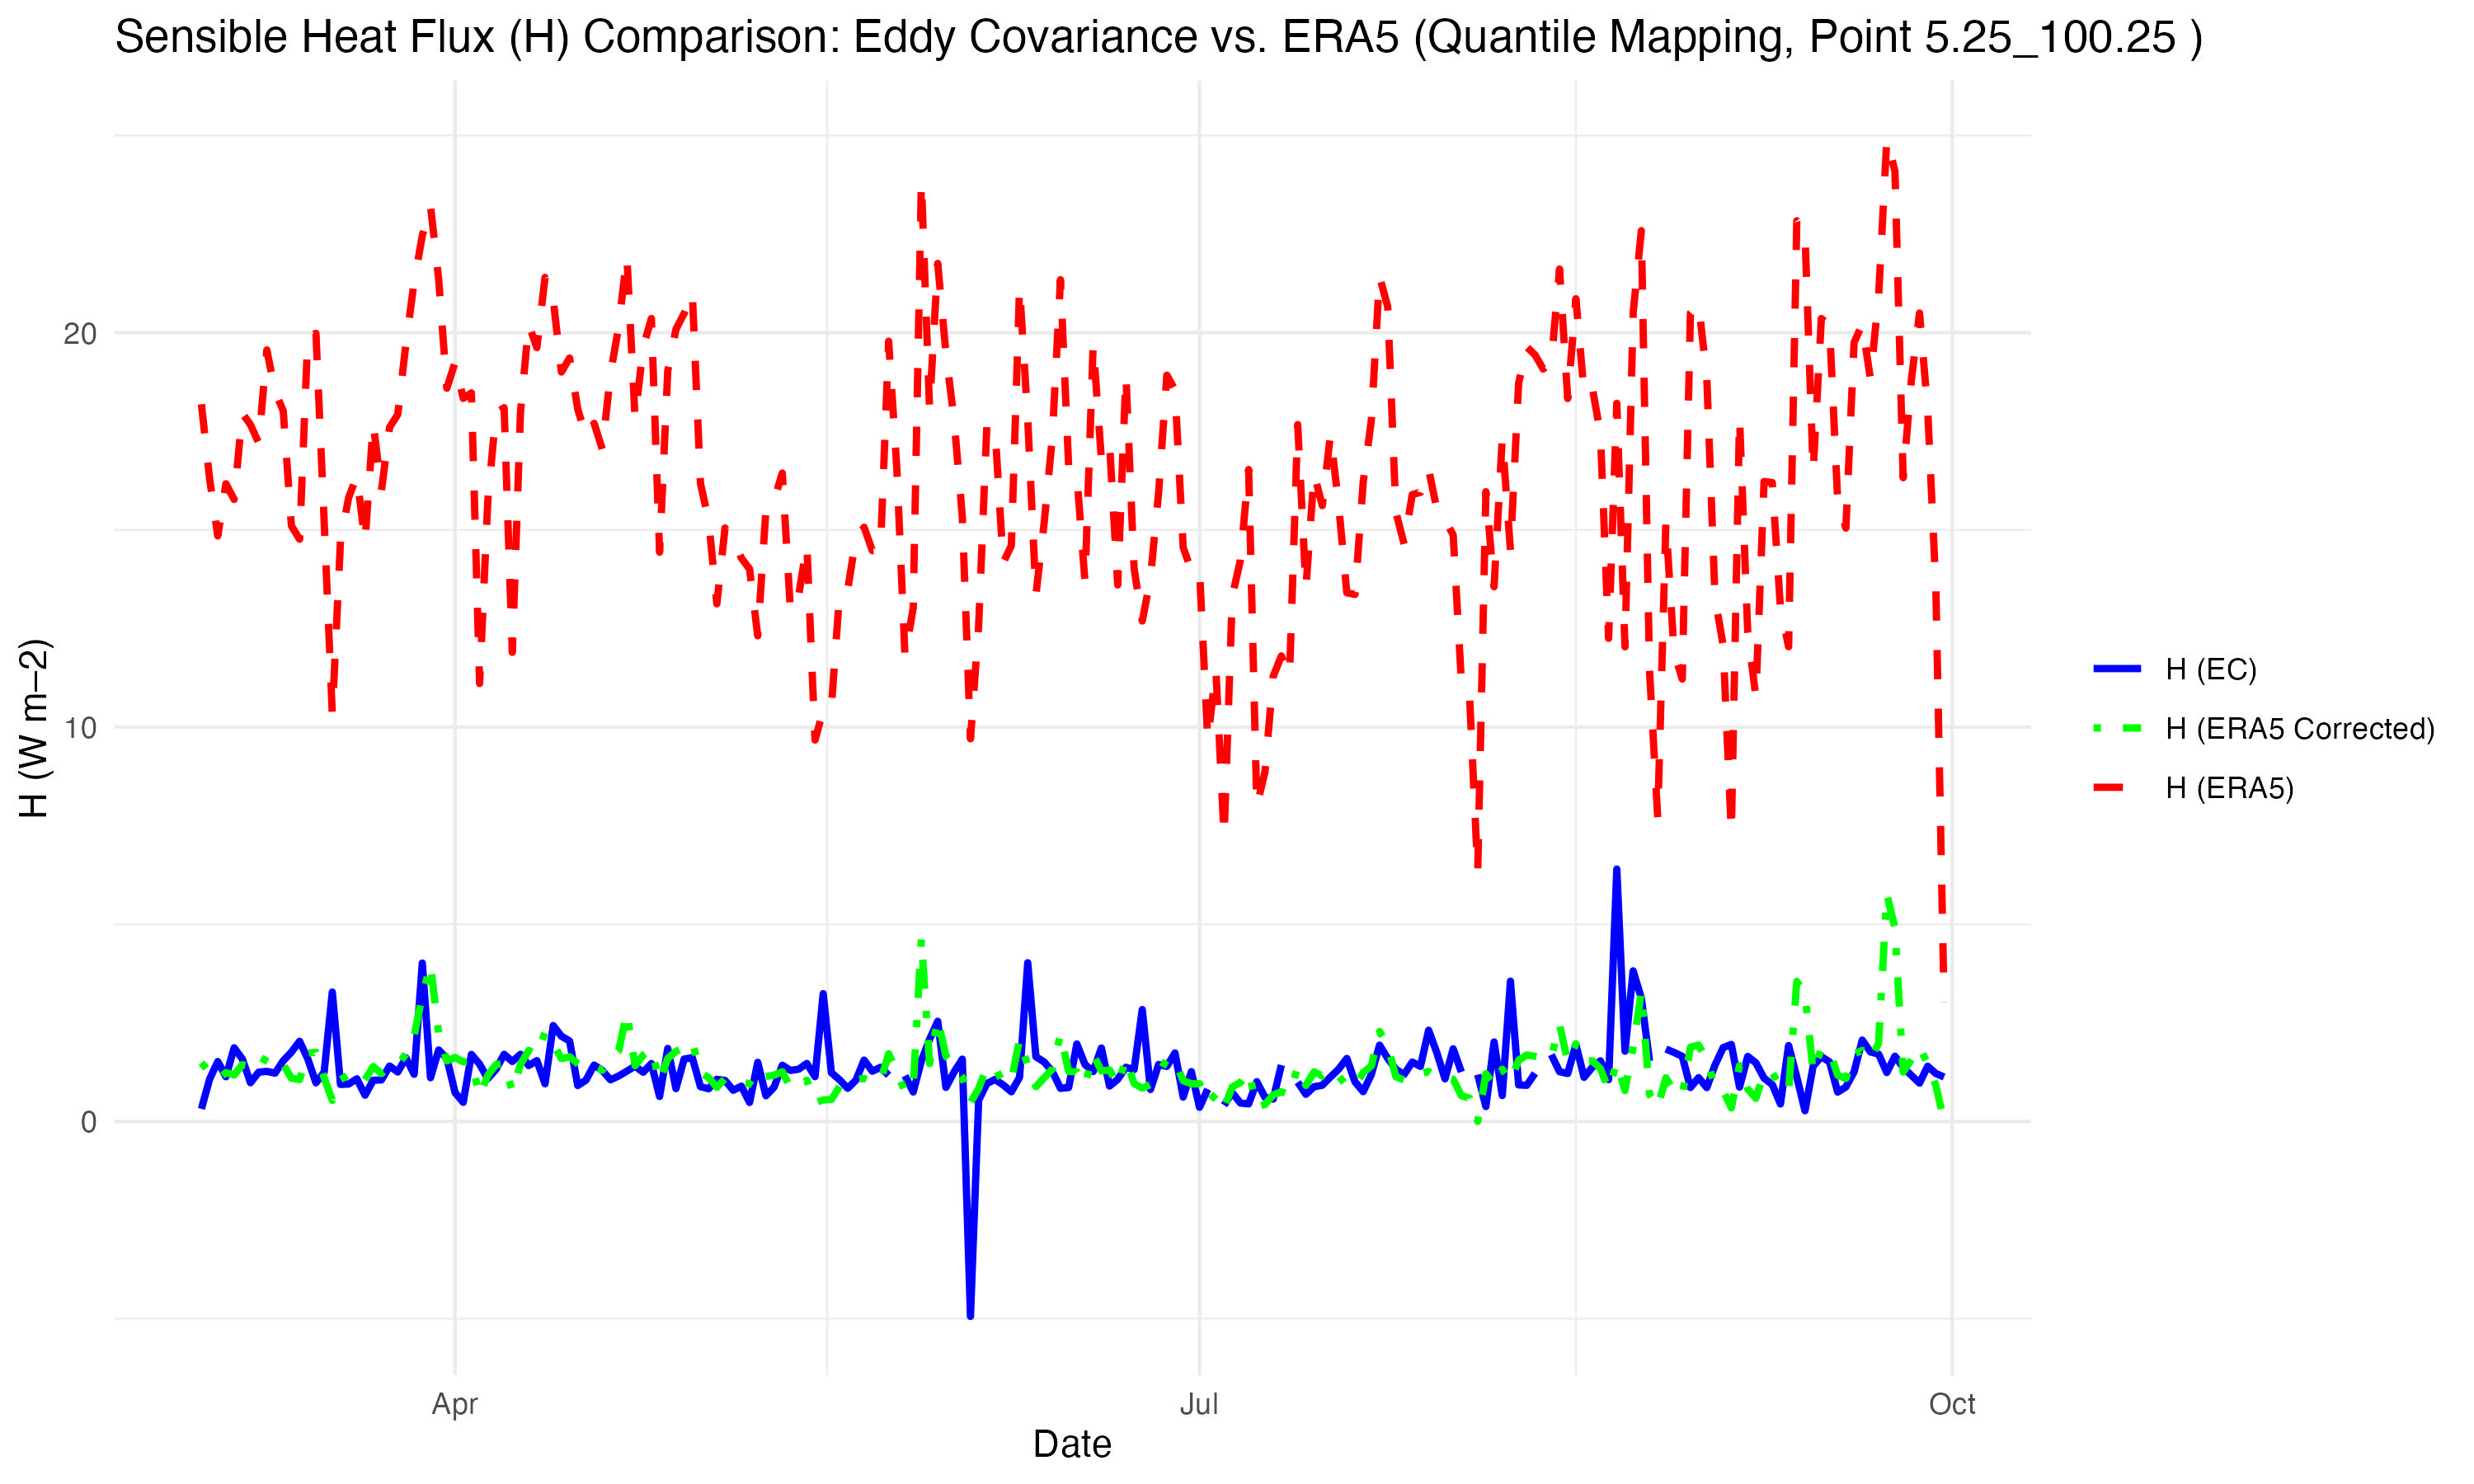 Sensible Heat Flux (H) Comparison: Eddy Covariance vs. ERA5 (Quantile Mapping, Point 5.25_100.25 )
20
10
0
H (W m−2)
Apr
Jul
Oct
Date
H (EC)
H (ERA5 Corrected)
H (ERA5)